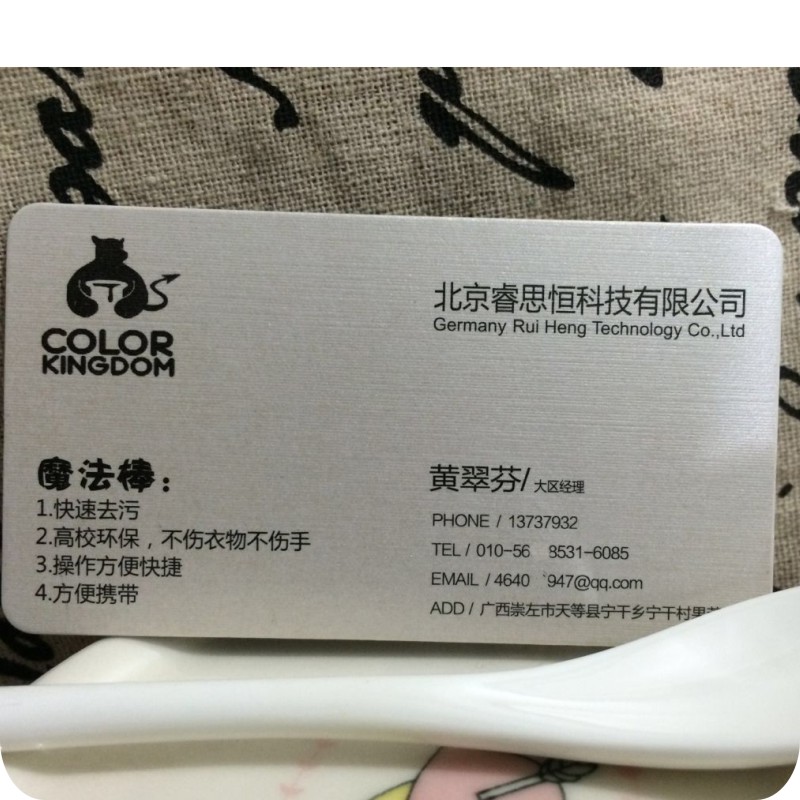 COLOR
KINGDOM
北京睿思恒科技有限公司
Germany Rui Heng Technology Co.,Ltd
魔法棒：
1.快速去污
2.高校环保，不伤衣物不伤手
3.操作方便快捷
4.方便携带
黄翠芬/ 大区经理
PHONE / 13737932
TEL / 010-56 8531-6085
EMAIL / 4640 947@qq.com
ADD / 广西崇左市天等县宁干乡宁干村